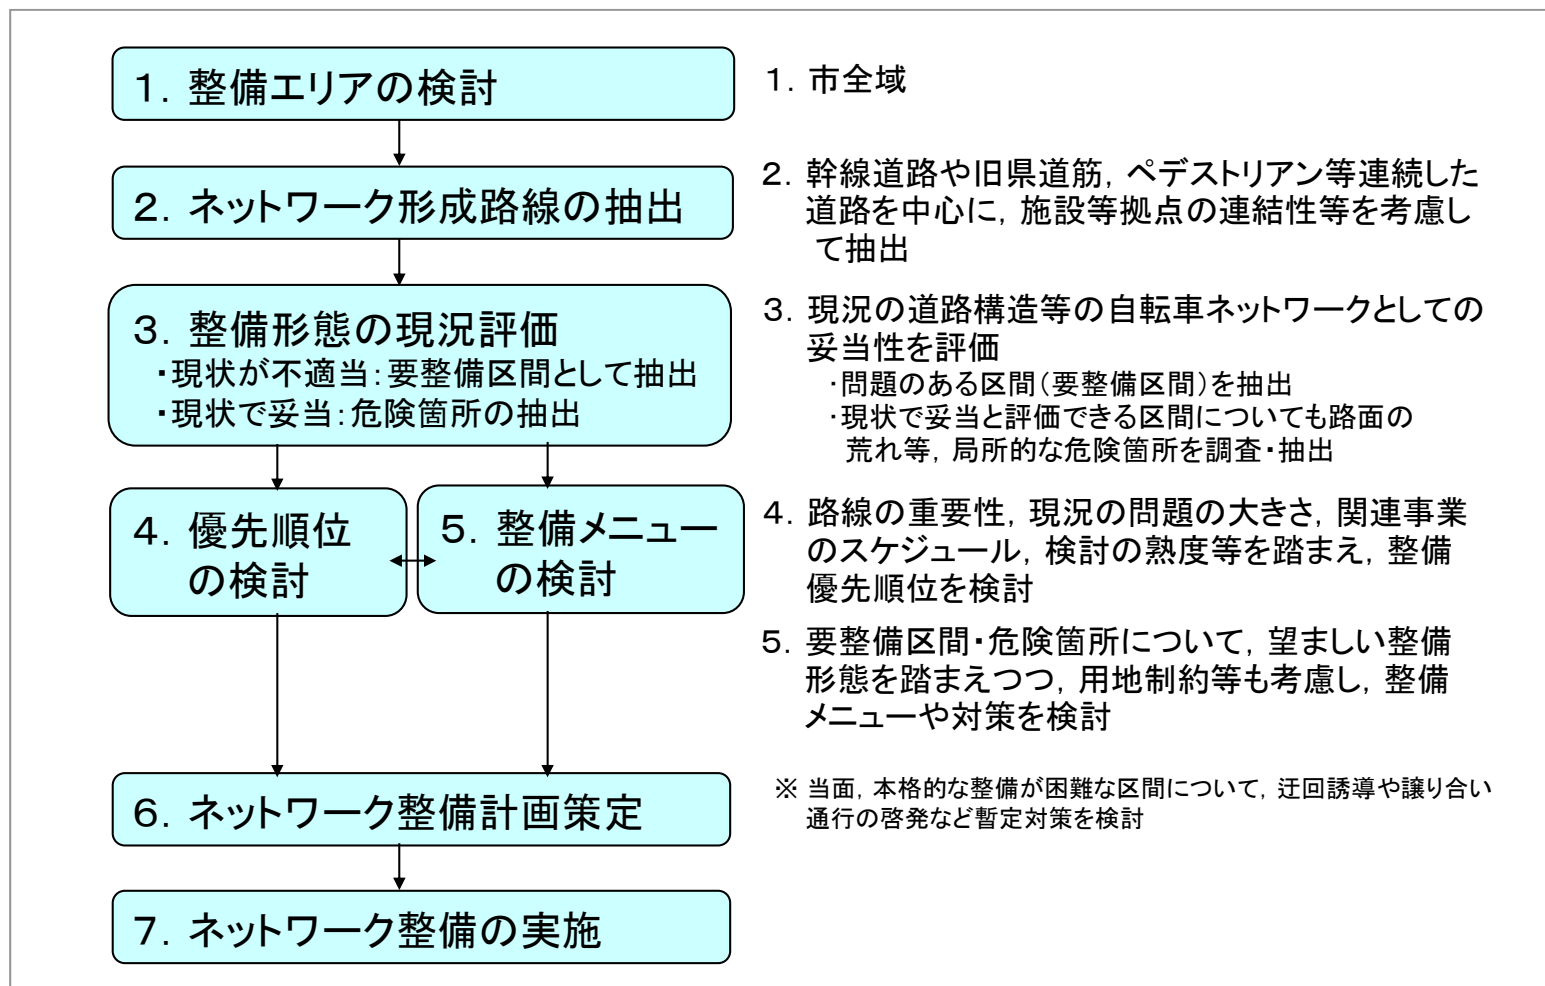 １．整備エリアの検討
２．ネットワーク形成路線の抽出
３．整備形態の現況評価
・現状が不適当：要整備区間として抽出
・現状で妥当：危険箇所の抽出
４．優先順位
の検討
５．整備メニュー
の検討
６．ネットワーク整備計画策定
７．ネットワーク整備の実施
１．市全域
２．幹線道路や旧県道筋，ペデストリアン等連続した
道路を中心に，施設等拠点の連結性等を考慮し
て抽出
３．現況の道路構造等の自転車ネットワークとしての
妥当性を評価
・問題のある区間（要整備区間）を抽出
・現状で妥当と評価できる区間についても路面の
荒れ等，局所的な危険箇所を調査・抽出
４．路線の重要性，現況の問題の大きさ，関連事業
のスケジュール，検討の熟度等を踏まえ，整備
優先順位を検討
５．要整備区間・危険箇所について，望ましい整備
形態を踏まえつつ，用地制約等も考慮し，整備
メニューや対策を検討
※ 当面，本格的な整備が困難な区間について，迂回誘導や譲り合い
通行の啓発など暫定対策を検討